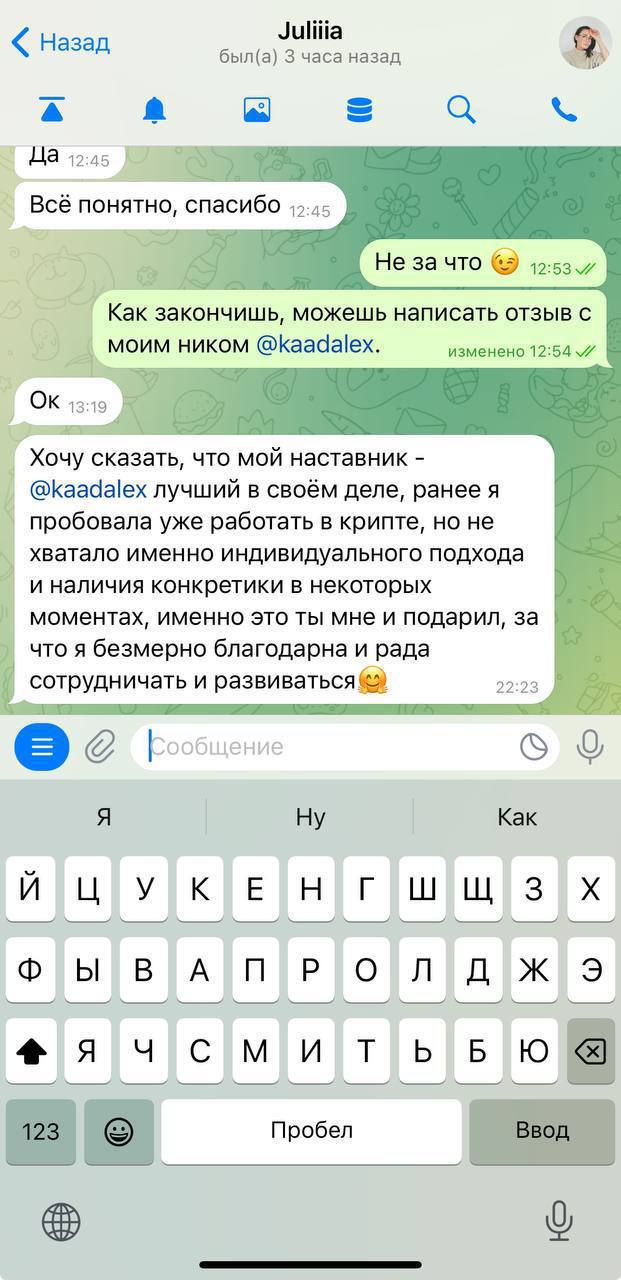 Назад
Juliiia
был(а) 3 часа назад
Да 12:45
Всё понятно, спасибо 12:45
Не за что 😉 12:53
Как закончишь, можешь написать отзыв с
моим ником @kaadalex.
изменено 12:54
Ок 13:19
Хочу сказать, что мой наставник -
@kaadalex лучший в своём деле, ранее я
пробовала уже работать в крипте, но не
хватало именно индивидуального подхода
и наличия конкретики в некоторых
моментах, именно это ты мне и подарил, за
что я безмерно благодарна и рада
сотрудничать и развиваться🤗
22:23
Сообщение
Я Ну Как
Й Ц У К Е Н Г Ш Щ З Х
Ф Ы В А П Р О Л Д Ж Э
Я Ч С М И Т Ь Б Ю
123 Пробел Ввод